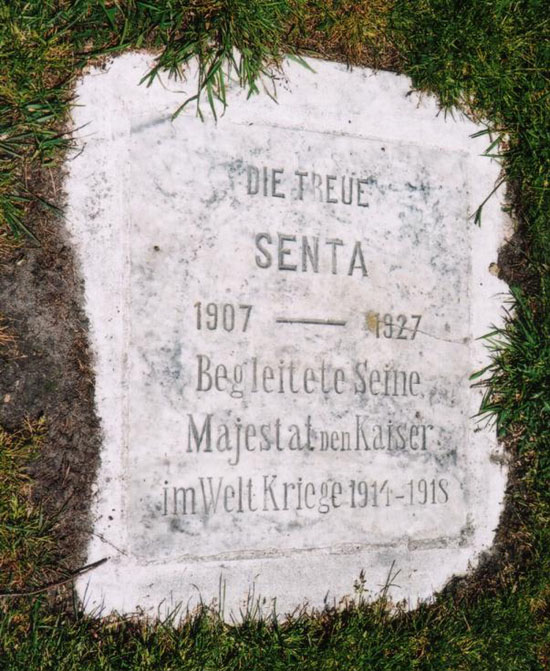 DIE TREUE
SENTA
1907 — 1927
Begleitete Seine
Majestat den Kaiser
im Welt Kriege 1914-1918